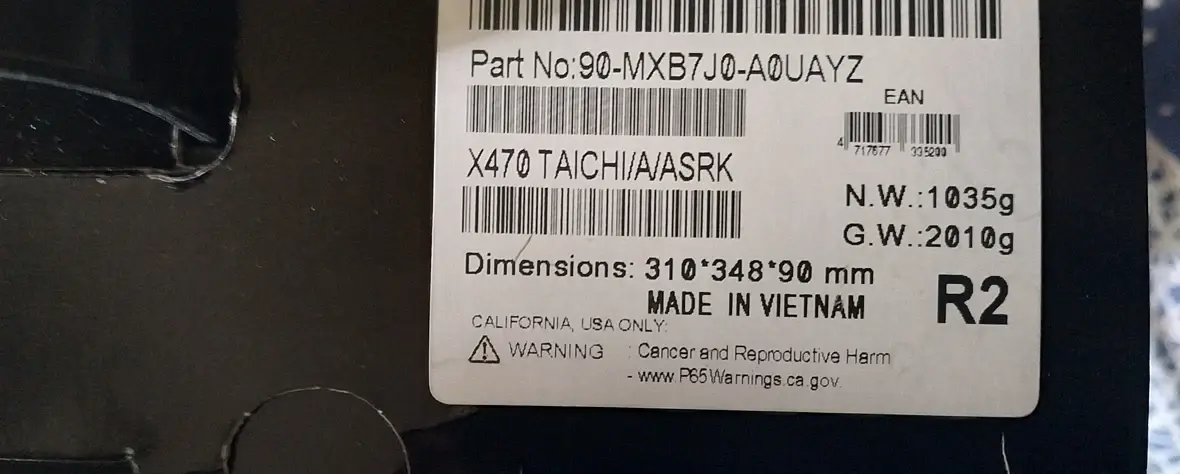 Part No:90-MXB7J0-A0UAYZ
EAN
4 717677 335200
X470 TAICHI/A/ASRK
N.W.:1035g
G.W.:2010g
Dimensions: 310*348*90 mm
R2
MADE IN VIETNAM
CALIFORNIA, USA ONLY:
WARNING : Cancer and Reproductive Harm
- www.P65Warnings.ca.gov.